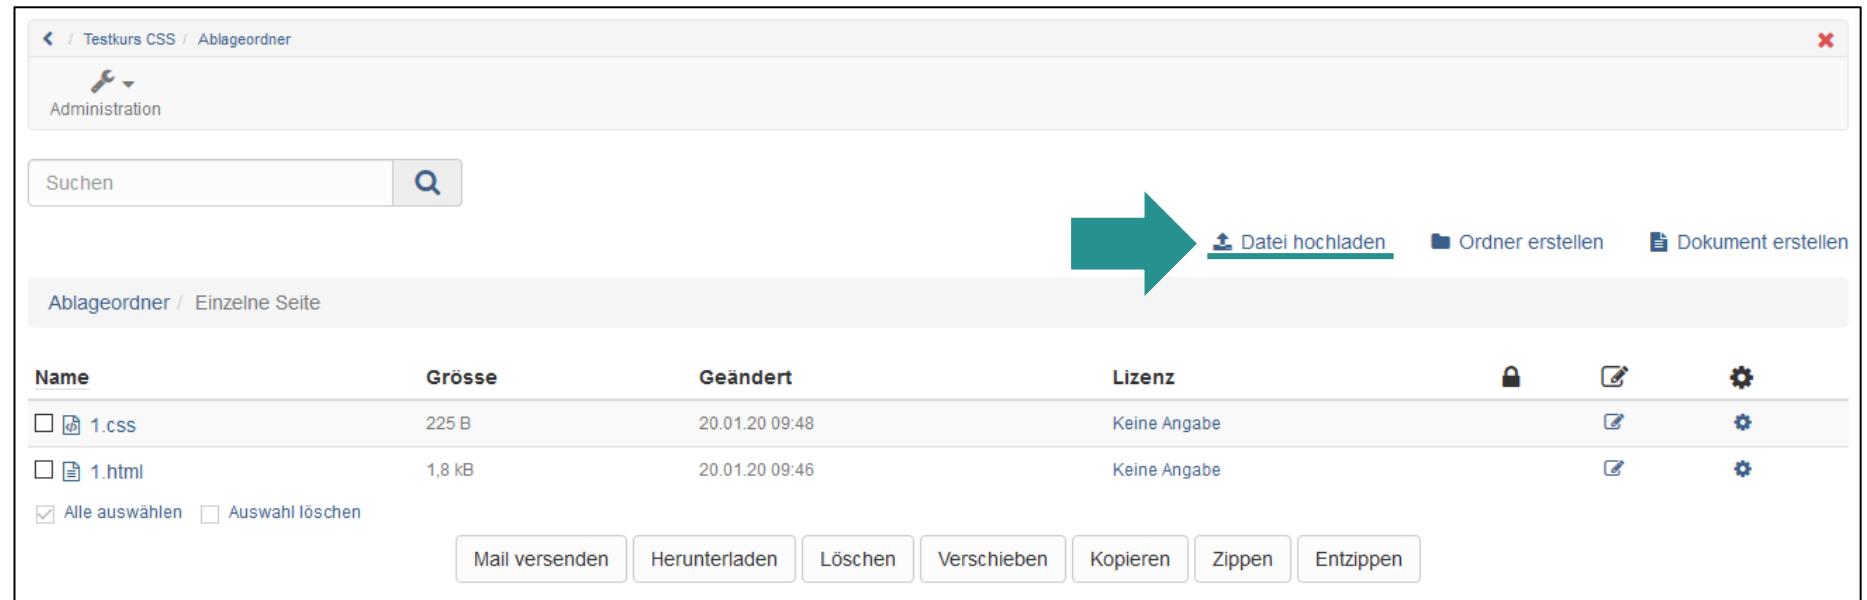 / Testkurs CSS / Ablageordner
Administration
Suchen
Datei hochladen Ordner erstellen Dokument erstellen
Ablageordner / Einzelne Seite
Name Grösse Geändert Lizenz
1.css 225 B 20.01.20 09:48 Keine Angabe
1.html 1,8 kB 20.01.20 09:46 Keine Angabe
Alle auswählen Auswahl löschen
Mail versenden Herunterladen Löschen Verschieben Kopieren Zippen Entzippen